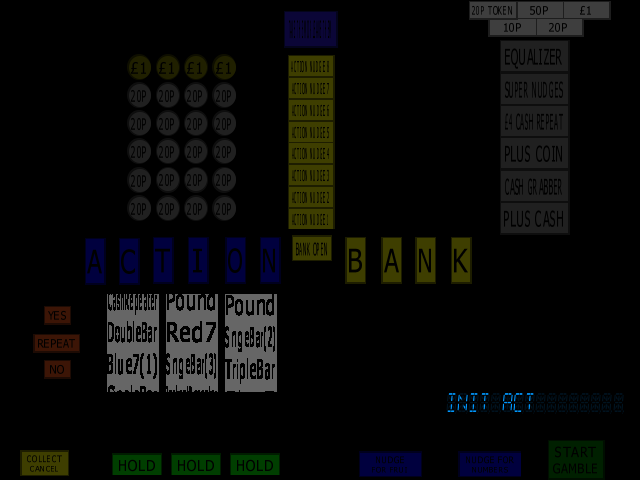 20P TOKEN 50P £1
10P 20P
EQUALIZER
SUPER NUDGES
£4 CASH REPEAT
PLUS COIN
CASH GRABBER
PLUS CASH
£1 £1 £1 £1
20P 20P 20P 20P
20P 20P 20P 20P
20P 20P 20P 20P
20P 20P 20P 20P
20P 20P 20P 20P
ACTION NUDGE 8
ACTION NUDGE 7
ACTION NUDGE 6
ACTION NUDGE 5
ACTION NUDGE 4
ACTION NUDGE 3
ACTION NUDGE 2
ACTION NUDGE 1
BANK OPEN
ACTION BANK
YES
REPEAT
NO
CashRepeater Pound Pound
DoubleBar Red7 SngeBar(2)
Blue7(1) SngeBar(3) TripleBar
INIT ACT
COLLECT
CANCEL
HOLD HOLD HOLD
START
GAMBLE